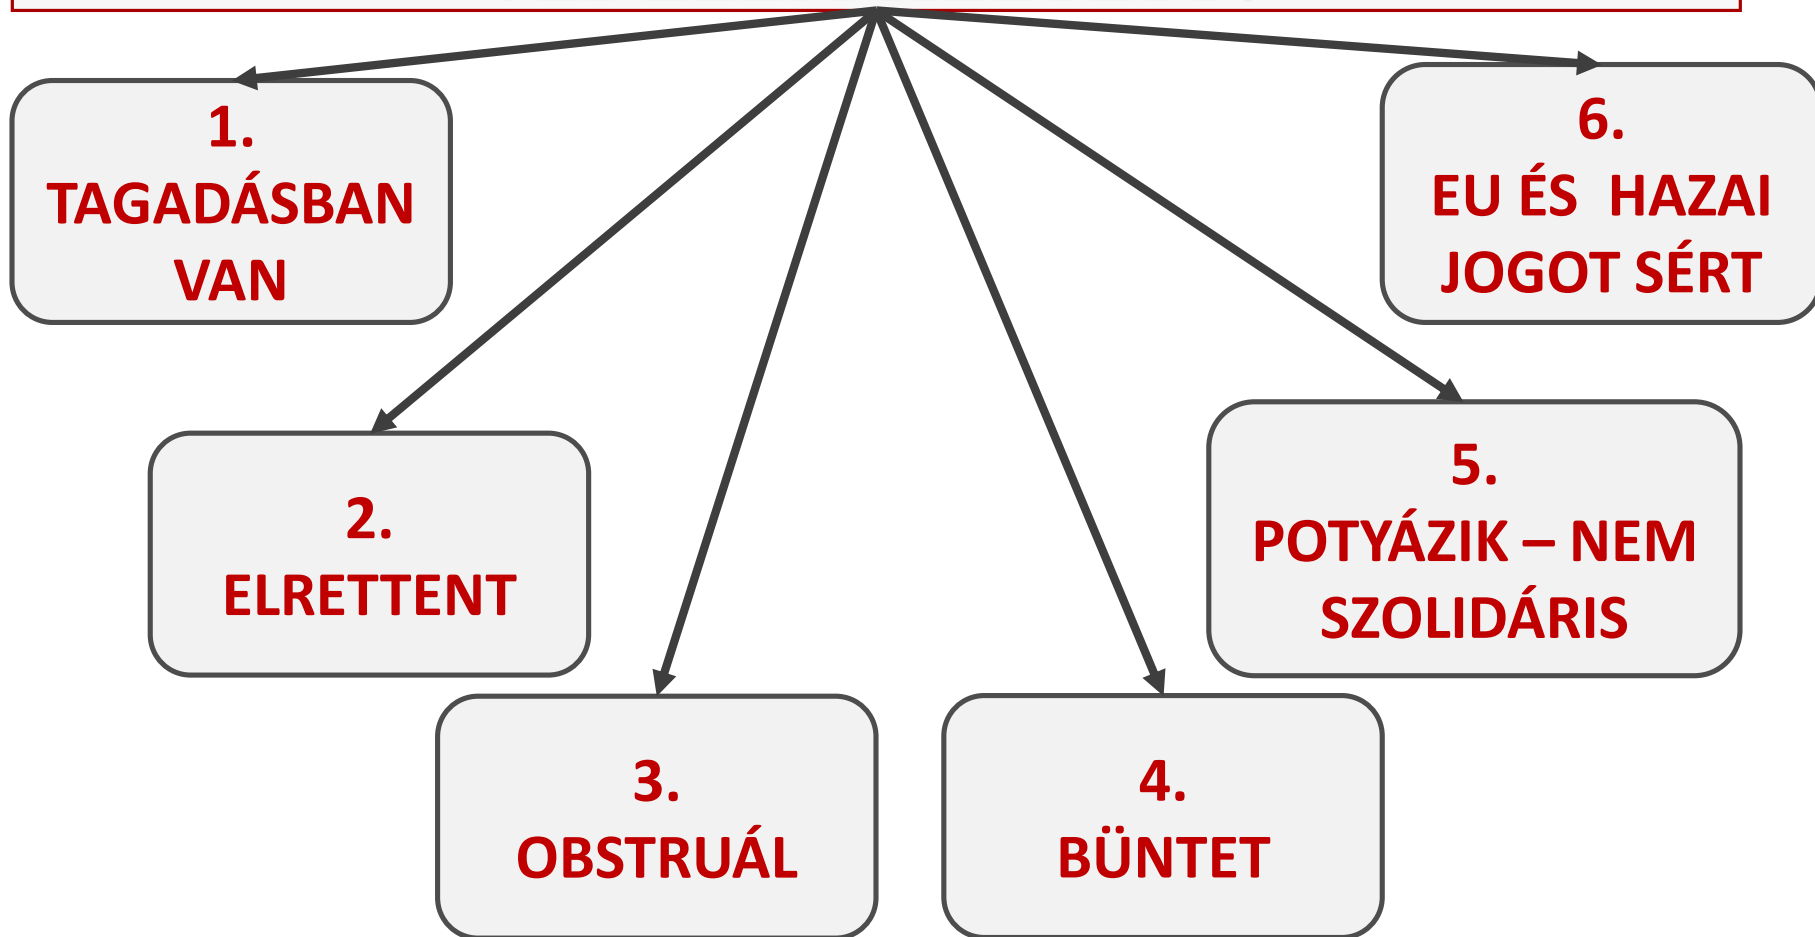 1.
TAGADÁSBAN
VAN
2.
ELRETTENT
3.
OBSTRUÁL
4.
BÜNTET
5.
POTYÁZIK – NEM
SZOLIDÁRIS
6.
EU ÉS  HAZAI
JOGOT SÉRT